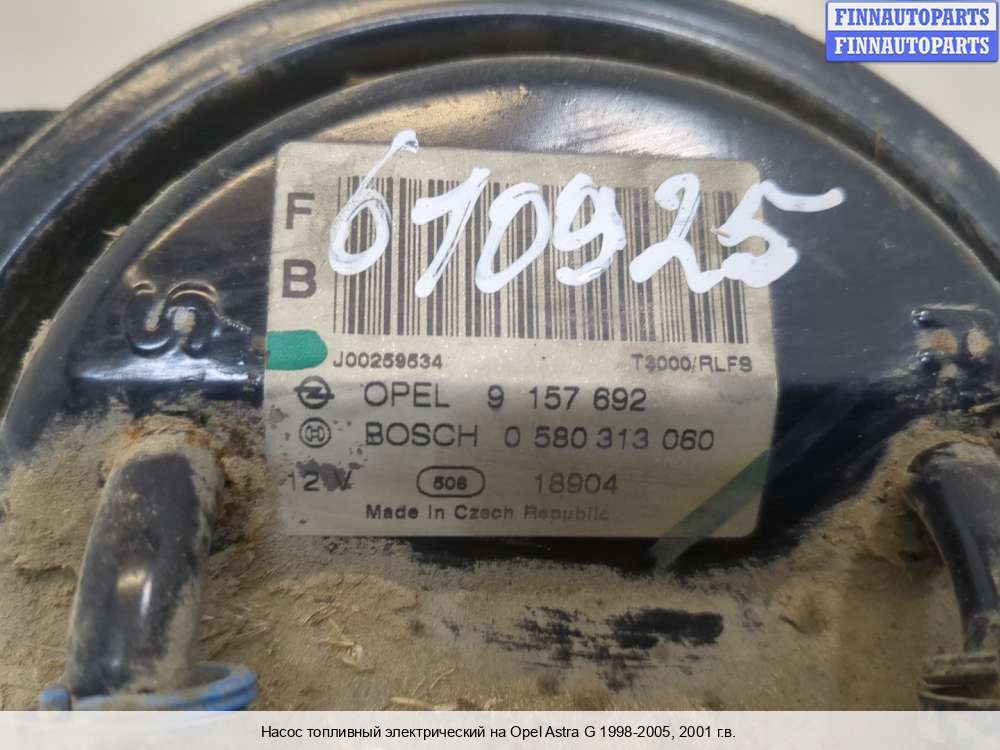 FINNAUTOPARTS
FINNAUTOPARTS
610925
F
B
S
J00259534
T3000/RLFS
OPEL 9 157 692
BOSCH 0 580 313 060
12 V 506 18904
Made in Czech Republic
Насос топливный электрический на Opel Astra G 1998-2005, 2001 г.в.